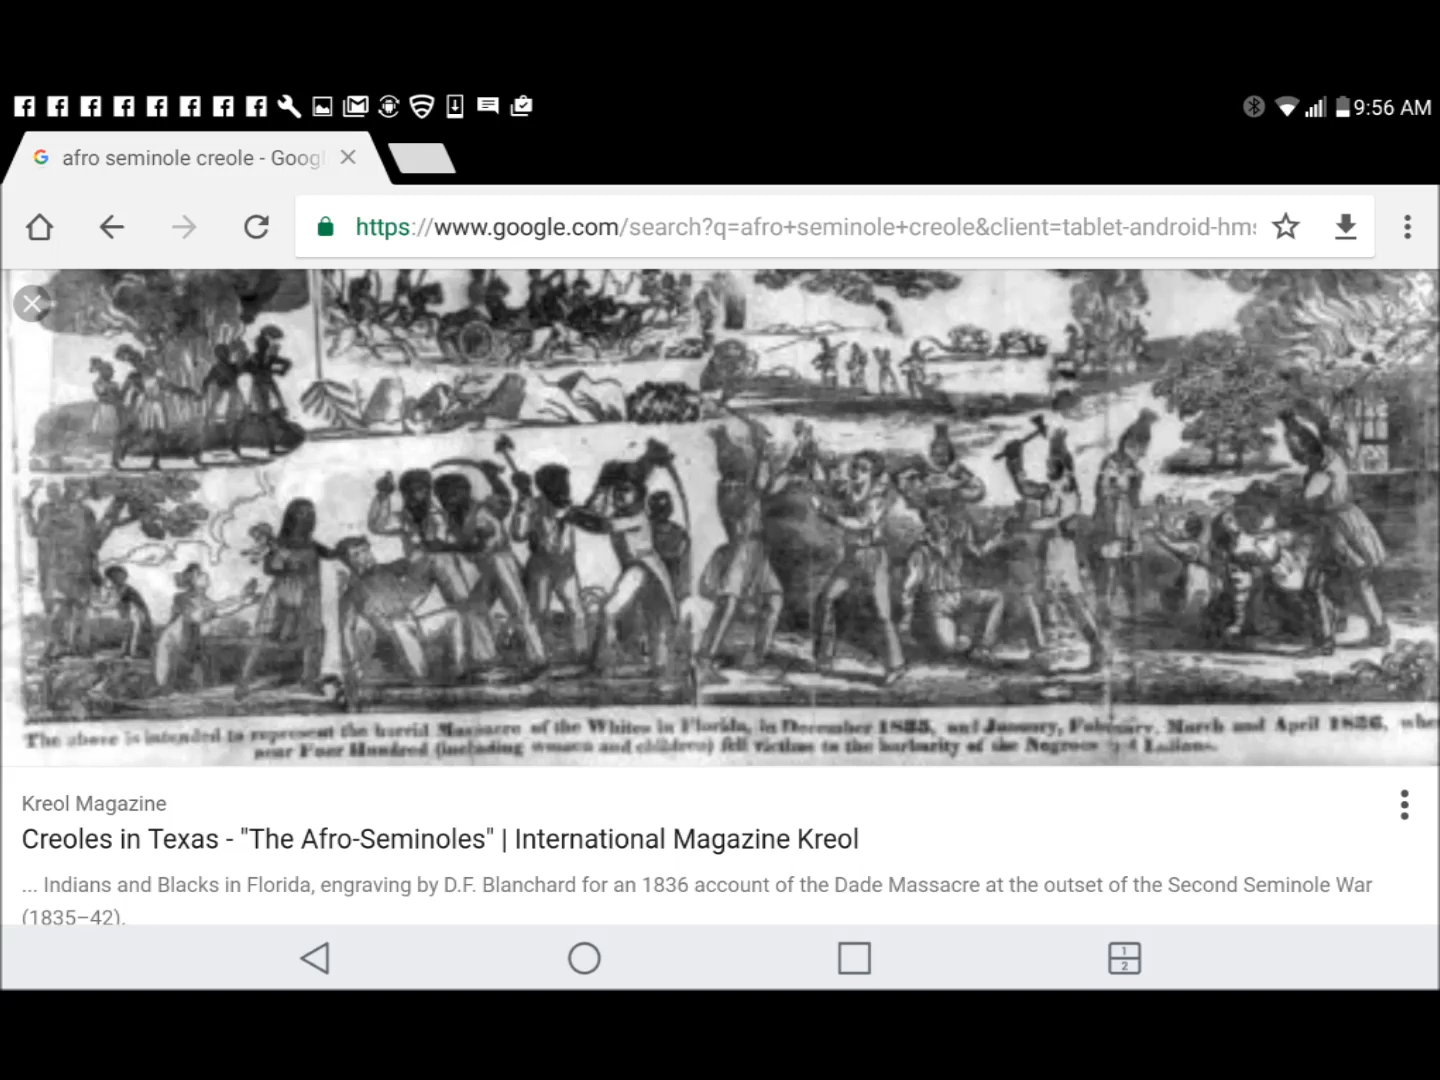 9:56 AM
afro seminole creole - Googl
https://www.google.com/search?q=afro+seminole+creole&client=tablet-android-hms
The above is intended to represent the horrid Massacre of the Whites in Florida, in December 1835, and January, February, March and April 1836, whe
near Four Hundred (including women and children) fell victims to the barbarity of the Negroes Indians.
Kreol Magazine
Creoles in Texas - "The Afro-Seminoles" | International Magazine Kreol
... Indians and Blacks in Florida, engraving by D.F. Blanchard for an 1836 account of the Dade Massacre at the outset of the Second Seminole War
(1835–42).
1
2